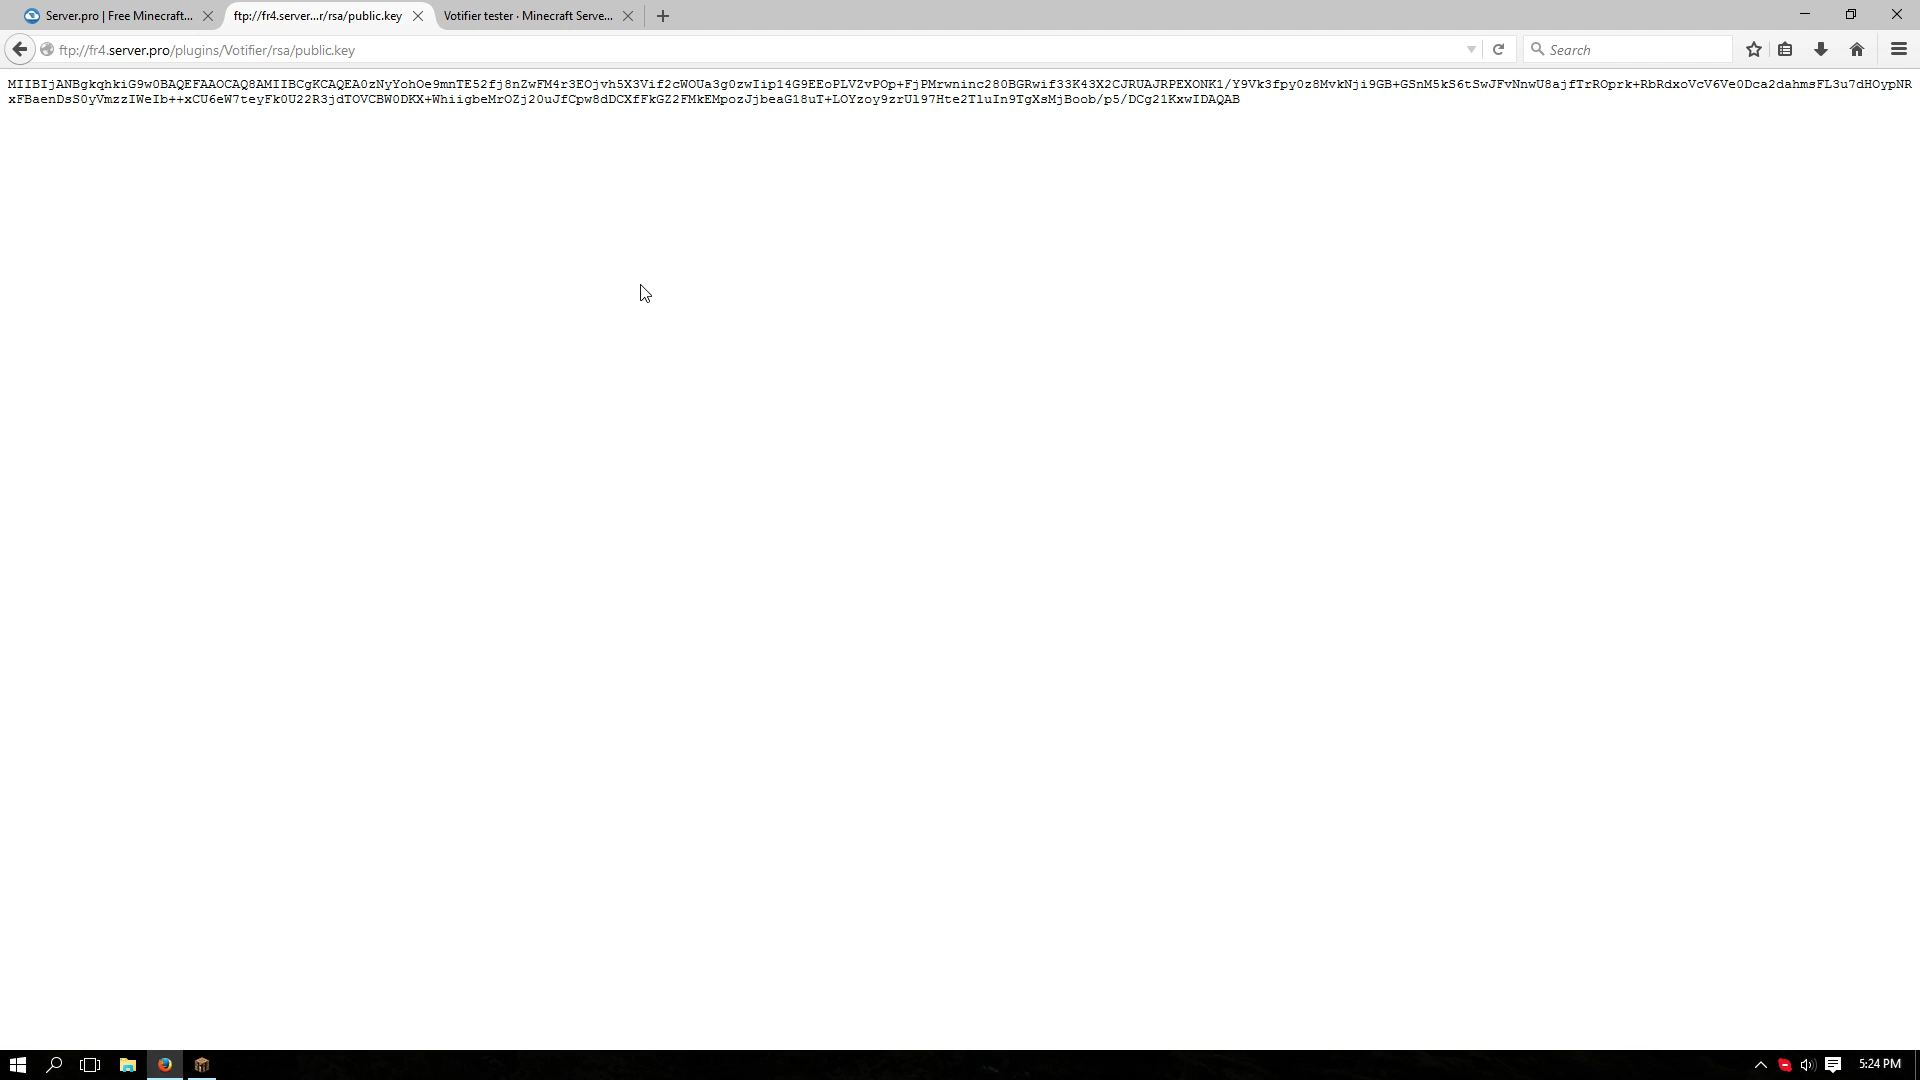 Server.pro | Free Minecraft...
ftp://fr4.server...r/rsa/public.key
Votifier tester · Minecraft Serve...
ftp://fr4.server.pro/plugins/Votifier/rsa/public.key
Search
MIIBIjANBgkqhkiG9w0BAQEFAAOCAQ8AMIIBCgKCAQEA0zNyYohOe9mnTE52fj8nZwFM4r3EOjvh5X3Vif2cWOUa3g0zwIip14G9EEoPLVZvPOp+FjPMrwninc280BGRwif33K43X2CJRUAJRPEXONK1/Y9Vk3fpy0z8MvkNji9GB+GSnM5kS6tSwJFvNnwU8ajfTrROprk+RbRdxoVcV6Ve0Dca2dahmsFL3u7dHOypNR
xFBaenDsS0yVmzzIWeIb++xCU6eW7teyFk0U22R3jdTOVCBW0DKX+WhiigbeMrOZj20uJfCpw8dDCXfFkGZ2FMkEMpozJjbeaG18uT+LOYzoy9zrUl97Hte2TluIn9TgXsMjBoob/p5/DCg21KxwIDAQAB
5:24 PM